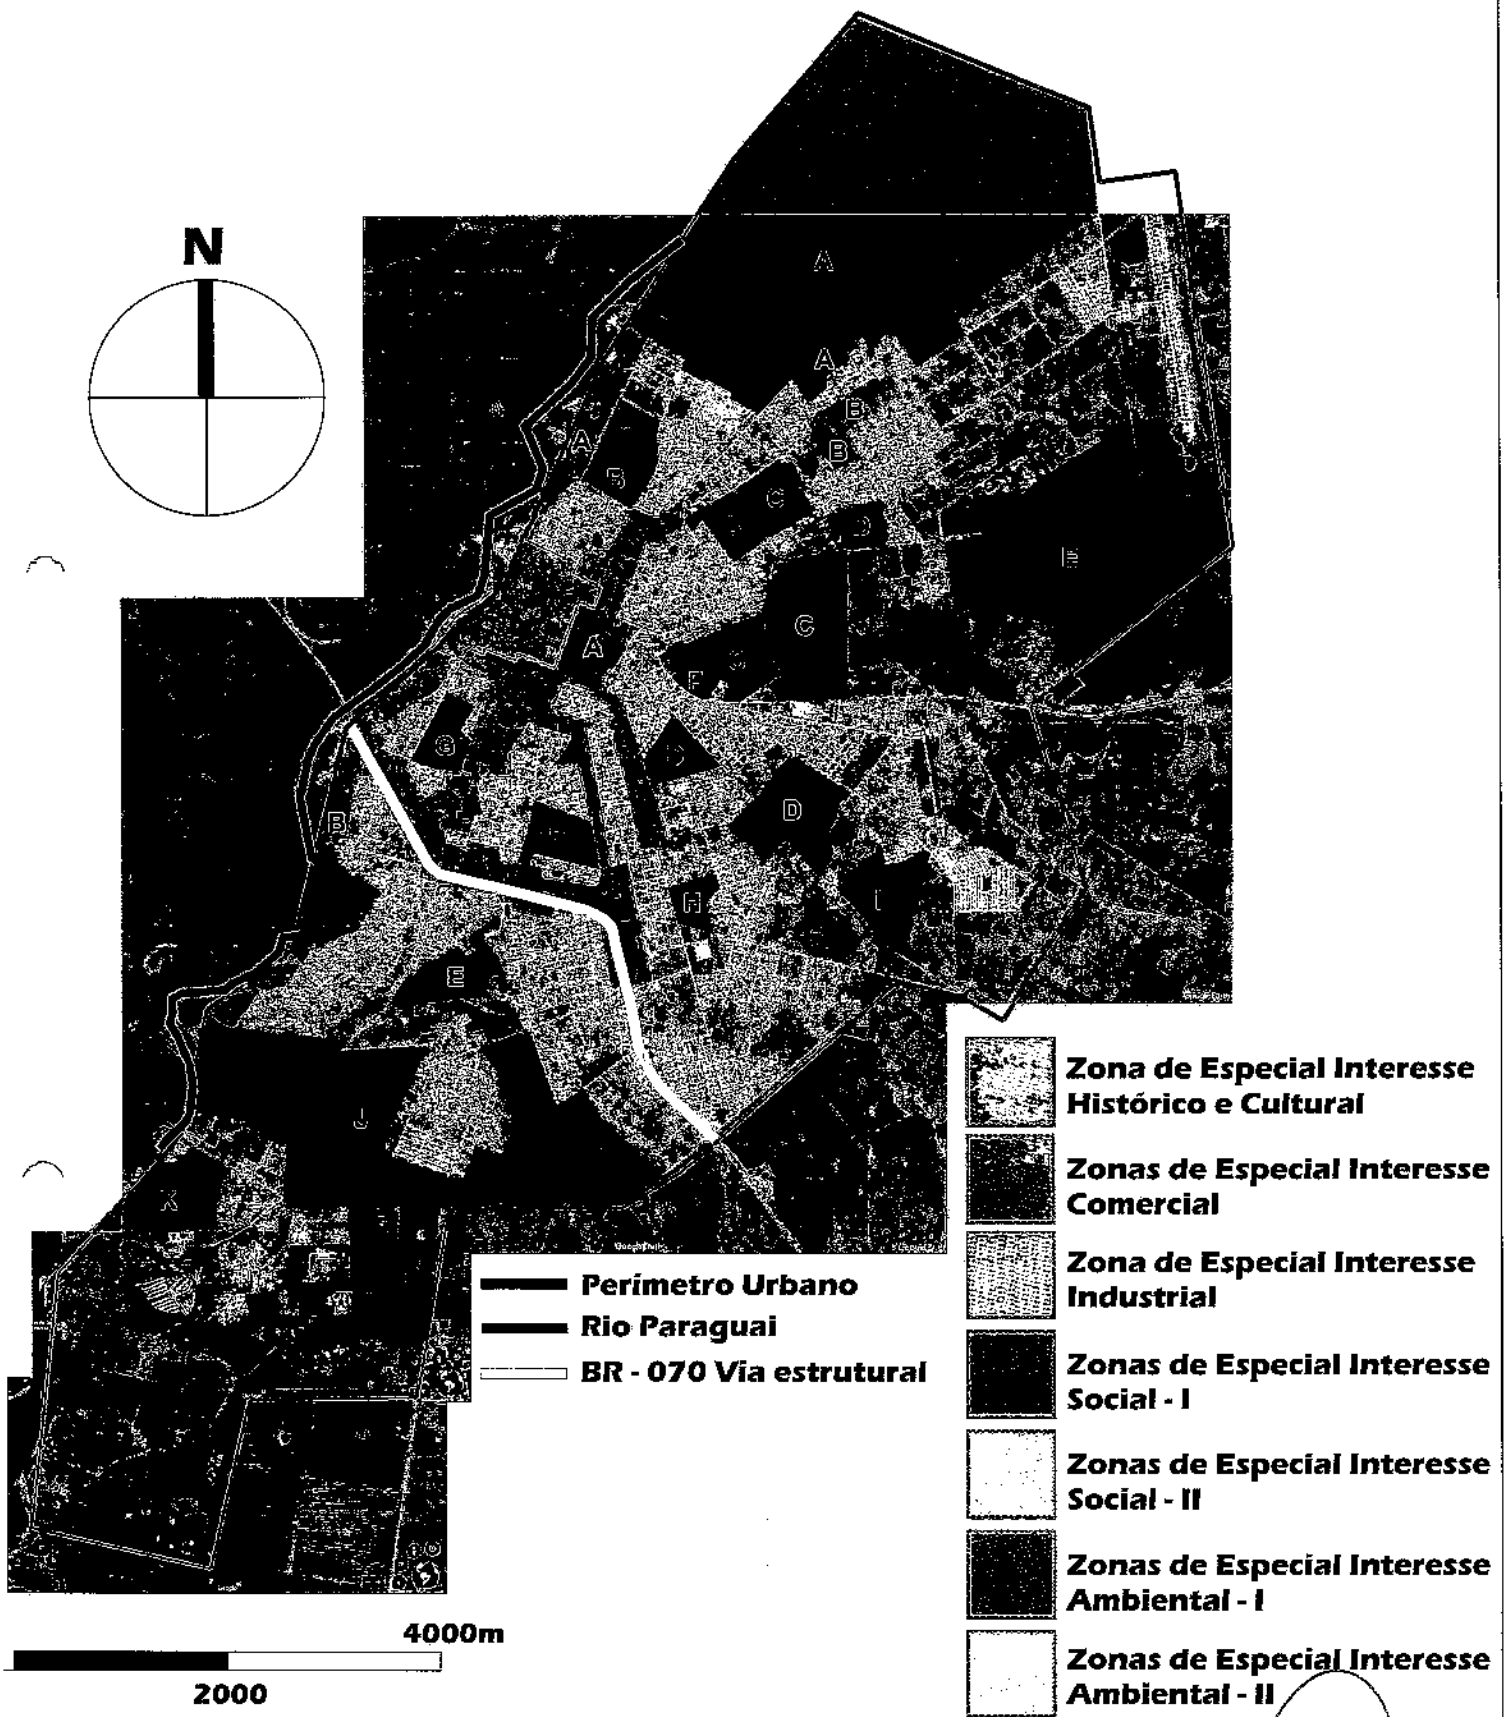 N
A
A
B
B
A
B
C
D
E
C
A
F
G
D
B
D
H
I
E
J
K
Zona de Especial Interesse
Histórico e Cultural
Zonas de Especial Interesse
Comercial
Zona de Especial Interesse
Industrial
Zonas de Especial Interesse
Social - I
Zonas de Especial Interesse
Social - II
Zonas de Especial Interesse
Ambiental - I
Zonas de Especial Interesse
Ambiental - II
Perímetro Urbano
Rio Paraguai
BR - 070 Via estrutural
4000m
2000